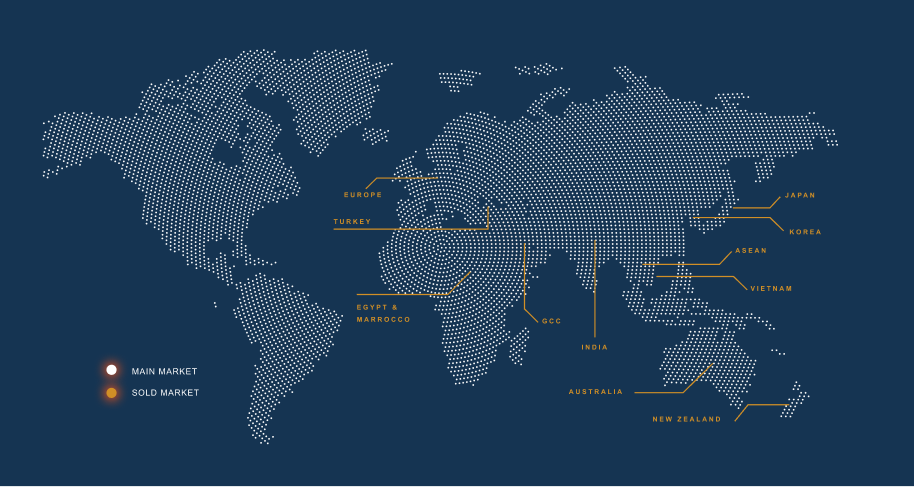 JAPAN
EUROPE
TURKEY
KOREA
ASEAN
VIETNAM
EGYPT &
MARROCCO
GCC
INDIA
MAIN MARKET
SOLD MARKET
AUSTRALIA
NEW ZEALAND